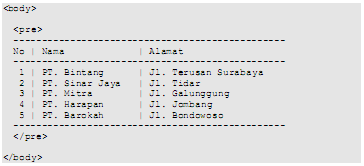 <body>
<pre>
------------------------------------------------
No | Nama | Alamat
------------------------------------------------
1 | PT. Bintang | Jl. Terusan Surabaya
2 | PT. Sinar Jaya | Jl. Tidar
3 | PT. Mitra | Jl. Galunggung
4 | PT. Harapan | Jl. Jombang
5 | PT. Barokah | Jl. Bondowoso
------------------------------------------------
</pre>
</body>